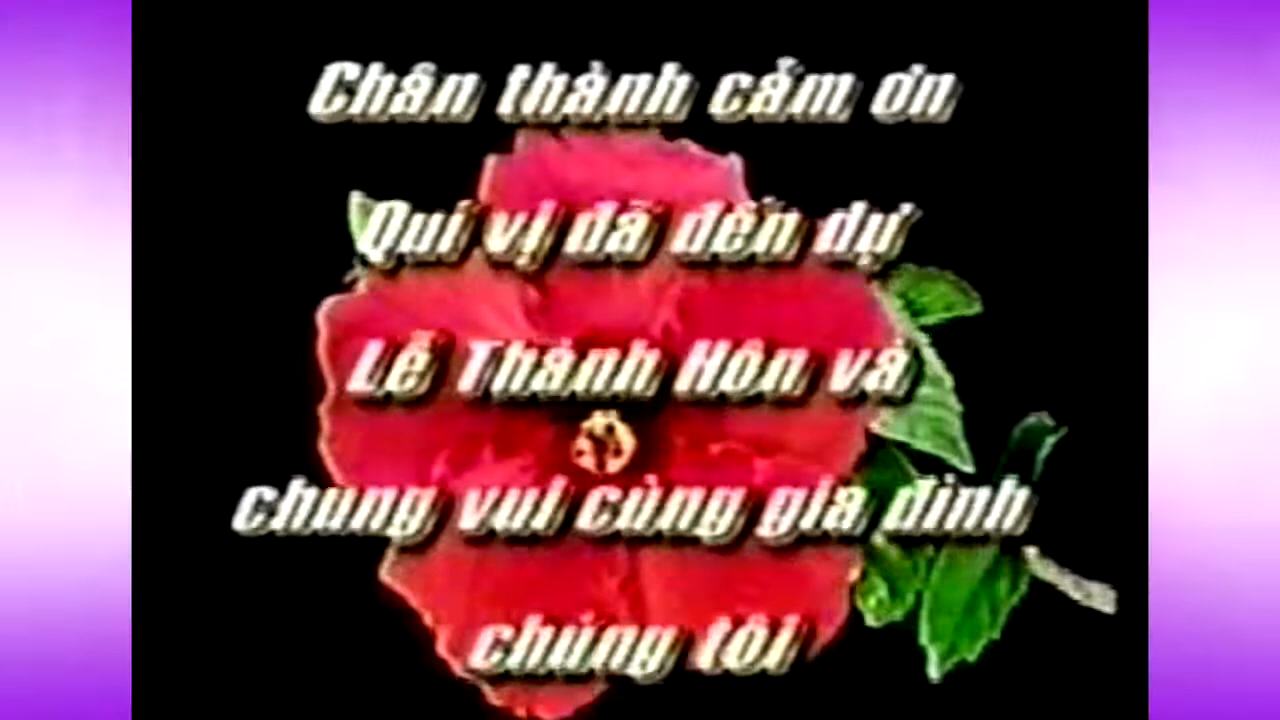 Chân thành cảm ơn
Quí vị đã đến dự
Lễ Thành Hôn và
chung vui cùng gia đình
chúng tôi